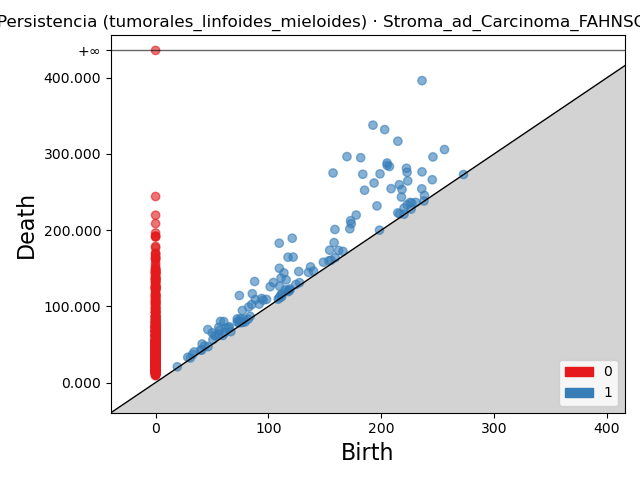 Persistencia (tumorales_linfoides_mieloides) · Stroma_ad_Carcinoma_FAHNSC
+∞
400.000
300.000
200.000
100.000
0.000
Death
0
1
0 100 200 300 400
Birth